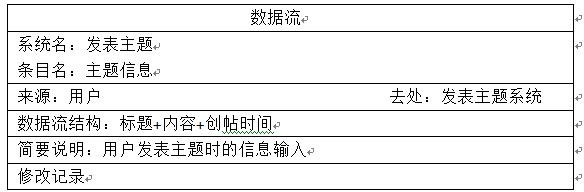 数据流
系统名：发表主题
条目名：主题信息
来源：用户 去处：发表主题系统
数据流结构：标题+内容+创帖时间
简要说明：用户发表主题时的信息输入
修改记录